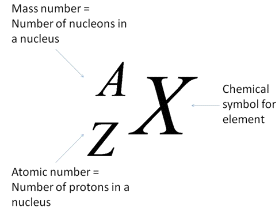 Mass number =
Number of nucleons in
a nucleus
A
X
Z
Chemical
symbol for
element
Atomic number =
Number of protons in a
nucleus